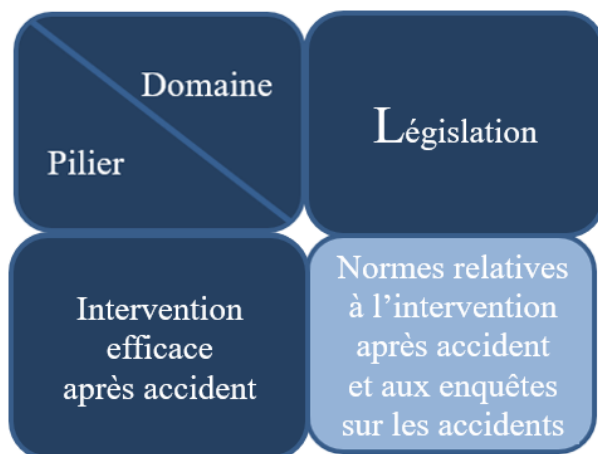 Domaine
Pilier
Législation
Intervention
efficace
après accident
Normes relatives
à l’intervention
après accident
et aux enquêtes
sur les accidents